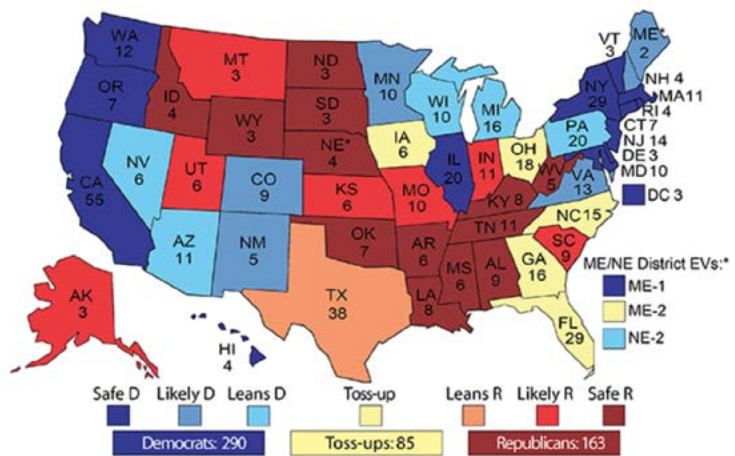 WA
12
OR
7
CA
55
NV
6
ID
4
MT
3
WY
3
UT
6
AZ
11
CO
9
NM
5
ND
3
SD
3
NE*
4
KS
6
OK
7
TX
38
MN
10
IA
6
MO
10
AR
6
LA
8
WI
10
IL
20
MI
16
IN
11
OH
18
KY 8
TN 11
MS
6
AL
9
GA
16
FL
29
SC
9
NC 15
VA
13
WV
5
PA
20
NY
29
VT
3
ME*
2
NH 4
MA11
RI 4
CT 7
NJ 14
DE 3
MD 10
DC 3
AK
3
HI
4
ME/NE District EVs:*
ME-1
ME-2
NE-2
Safe D Likely D Leans D Toss-up Leans R Likely R Safe R
Democrats: 290 Toss-ups: 85 Republicans: 163